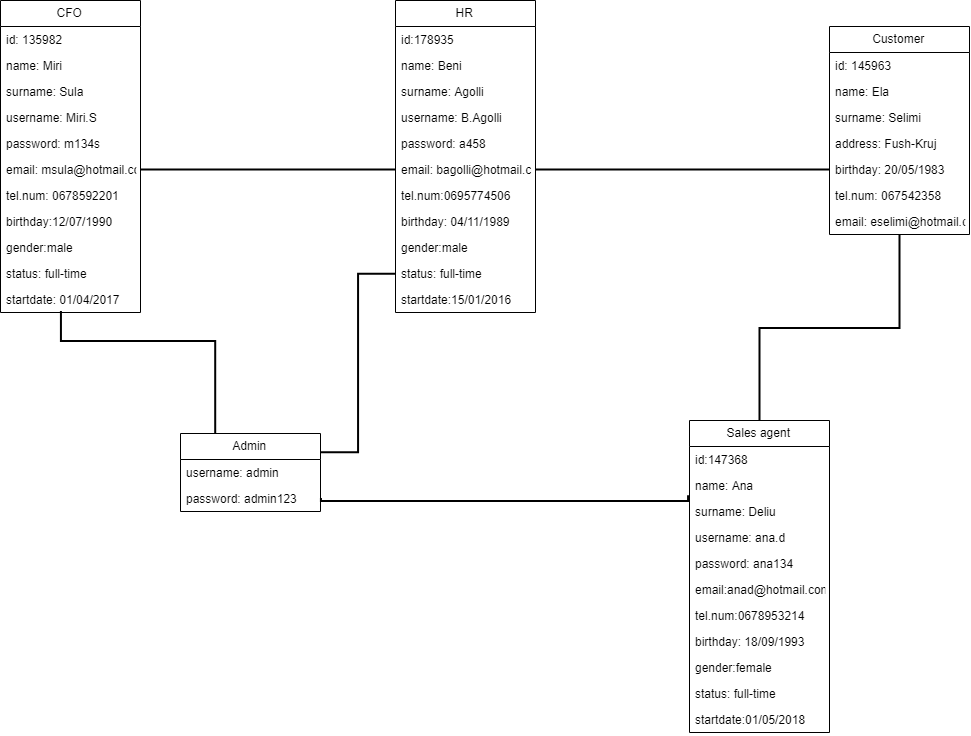 CFO
id: 135982
name: Miri
surname: Sula
username: Miri.S
password: m134s
email: msula@hotmail.cc
tel.num: 0678592201
birthday:12/07/1990
gender:male
status: full-time
startdate: 01/04/2017
HR
id:178935
name: Beni
surname: Agolli
username: B.Agolli
password: a458
email: bagolli@hotmail.c
tel.num:0695774506
birthday: 04/11/1989
gender:male
status: full-time
startdate:15/01/2016
Customer
id: 145963
name: Ela
surname: Selimi
address: Fush-Kruj
birthday: 20/05/1983
tel.num: 067542358
email: eselimi@hotmail.c
Admin
username: admin
password: admin123
Sales agent
id:147368
name: Ana
surname: Deliu
username: ana.d
password: ana134
email:anad@hotmail.con
tel.num:0678953214
birthday: 18/09/1993
gender:female
status: full-time
startdate:01/05/2018